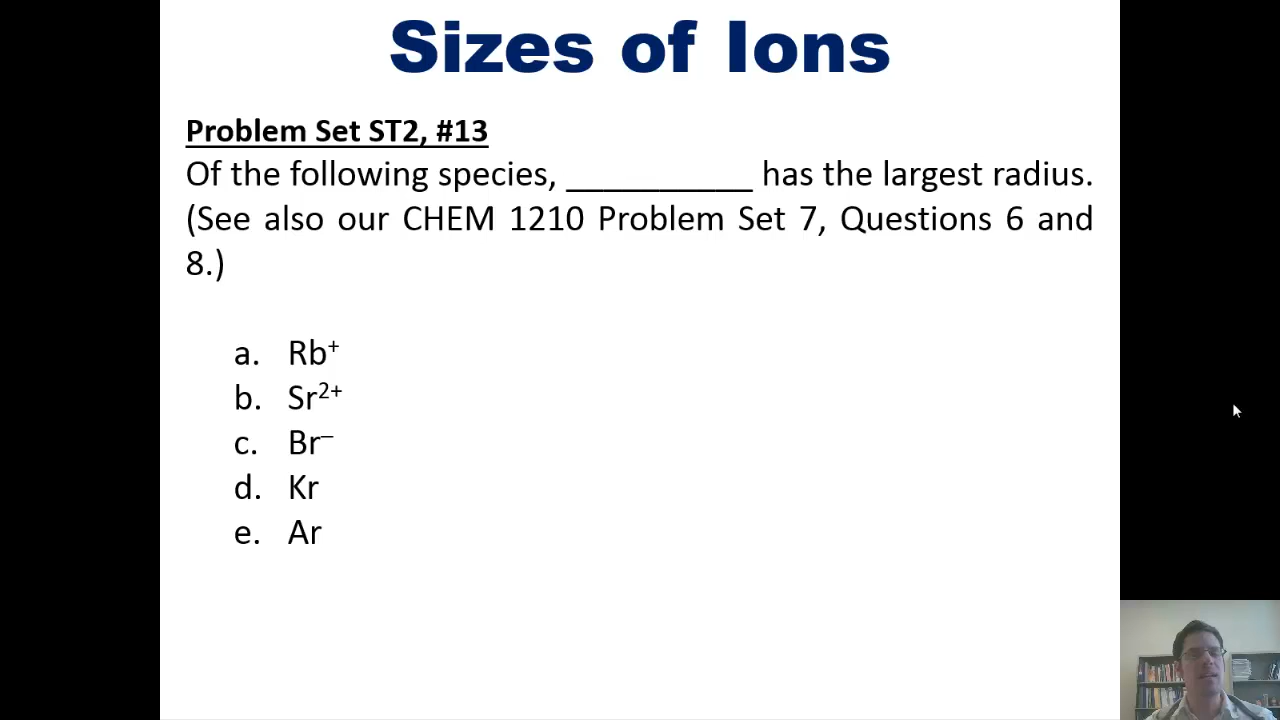 Sizes of Ions
Problem Set ST2, #13
Of the following species, __________ has the largest radius.
(See also our CHEM 1210 Problem Set 7, Questions 6 and
8.)
a. Rb⁺
b. Sr²⁺
c. Br⁻
d. Kr
e. Ar